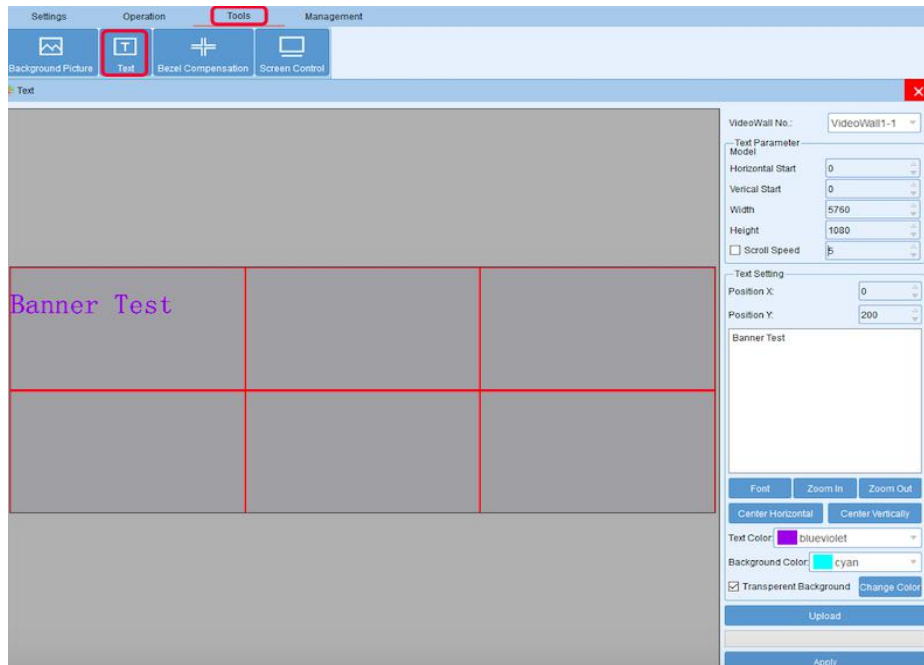 Settings Operation Tools Management
Background Picture Text Bezel Compensation Screen Control
Text
VideoWall No.: VideoWall1-1
Text Parameter
Model
Horizontal Start 0
Verical Start 0
Width 5760
Height 1080
Scroll Speed 5
Text Setting
Position X: 0
Position Y: 200
Banner Test
Banner Test
Font Zoom In Zoom Out
Center Horizontal Center Vertically
Text Color: blueviolet
Background Color: cyan
Transperent Background Change Color
Upload
Apply